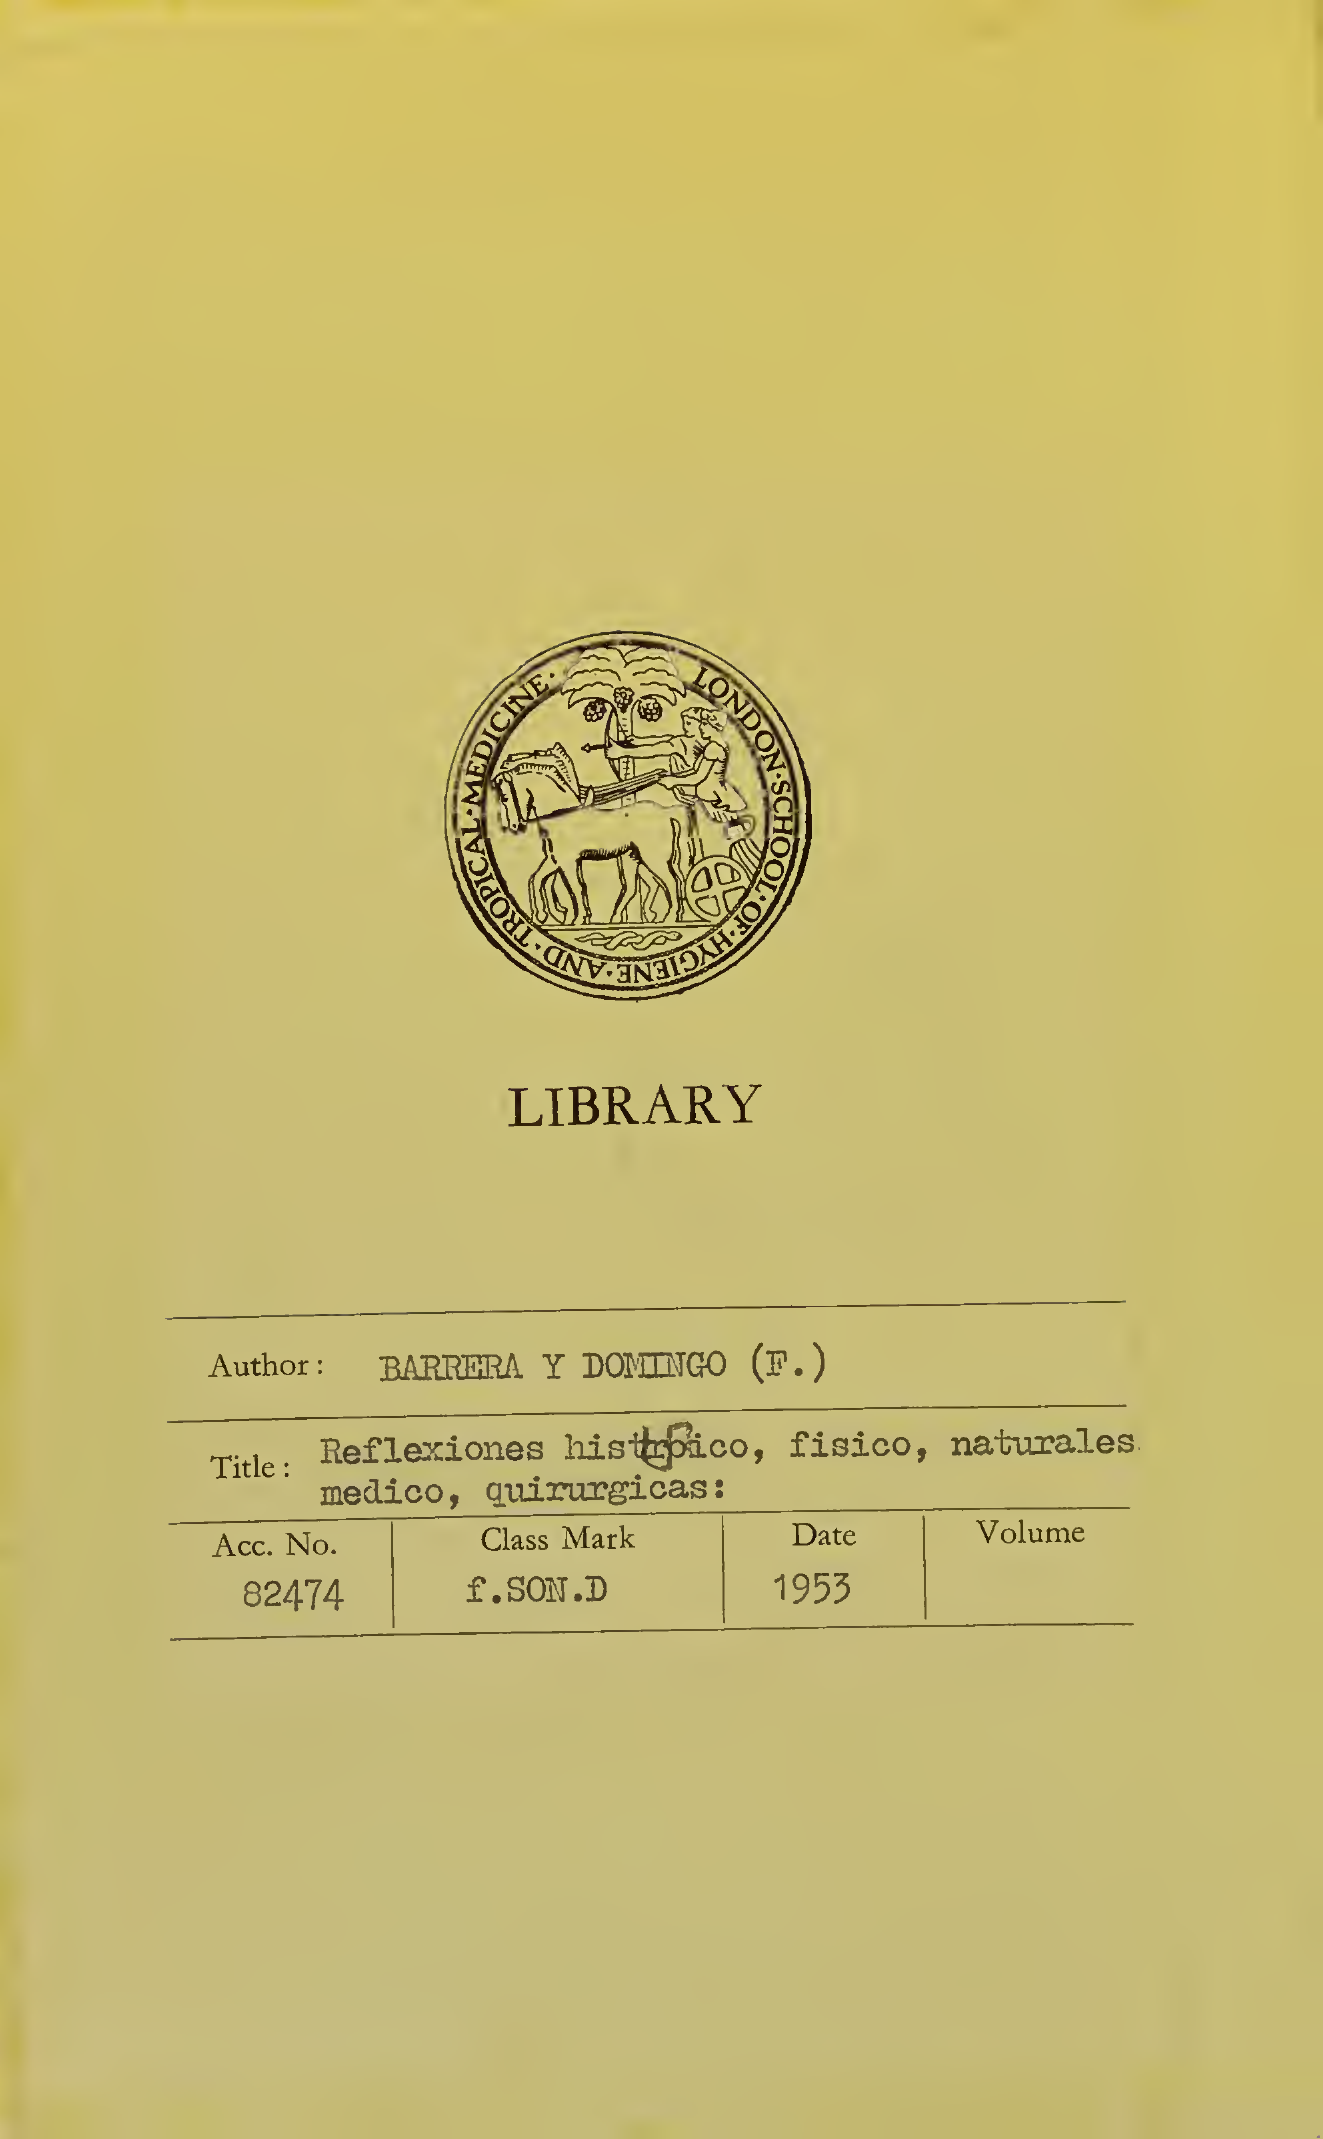 LONDON·SCHOOL·OF·HYGIENE·AND·TROPICAL·MEDICINE·
LIBRARY
Author: BARRERA Y DOMINGO (F.)
Title: Reflexiones historico, fisico, naturales
medico, quirurgicas:
Acc. No. Class Mark Date Volume
82474 f.SON.D 1953